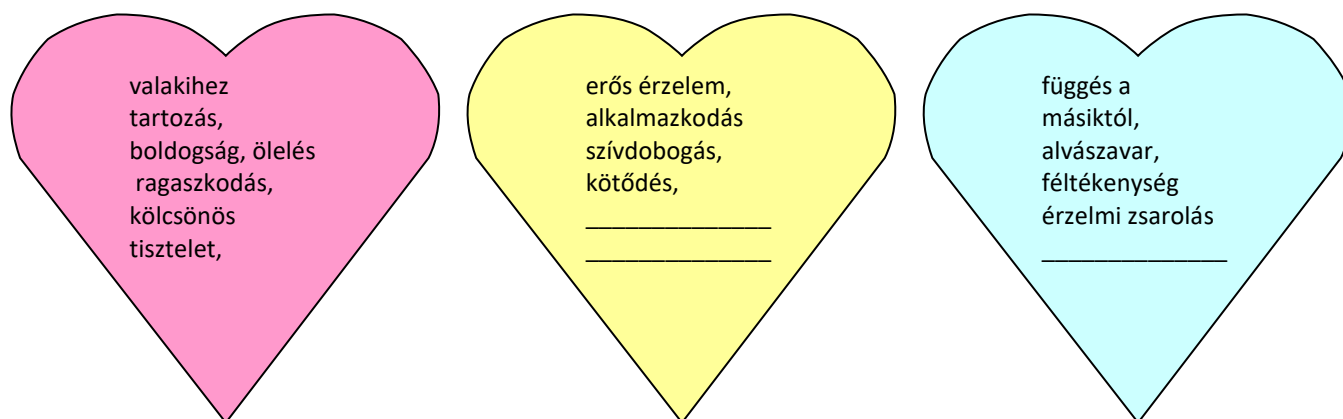 valakihez
tartozás,
boldogság, ölelés
ragaszkodás,
kölcsönös
tisztelet,
erős érzelem,
alkalmazkodás
szívdobogás,
kötődés,
______________
______________
függés a
másiktól,
alvászavar,
féltékenység
érzelmi zsarolás
______________